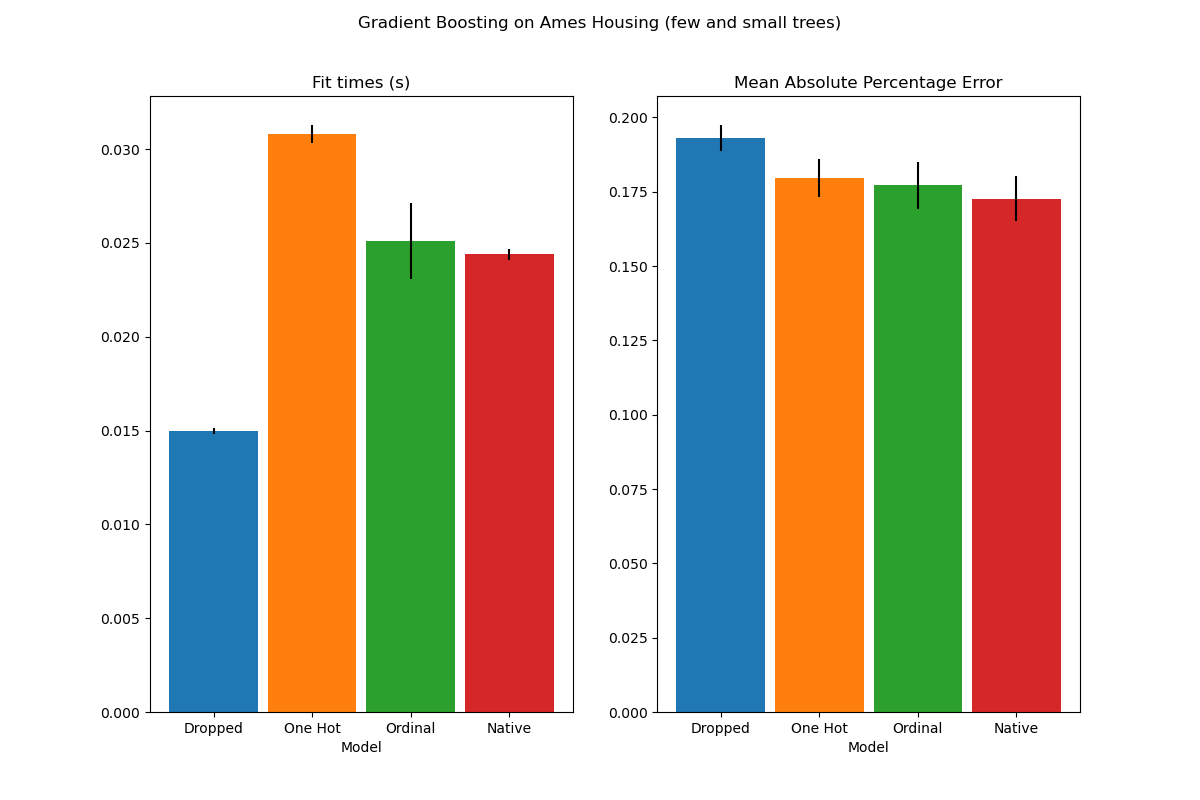 Gradient Boosting on Ames Housing (few and small trees)
Fit times (s)
0.030
0.025
0.020
0.015
0.010
0.005
0.000
Dropped One Hot Ordinal Native
Model
Mean Absolute Percentage Error
0.200
0.175
0.150
0.125
0.100
0.075
0.050
0.025
0.000
Dropped One Hot Ordinal Native
Model